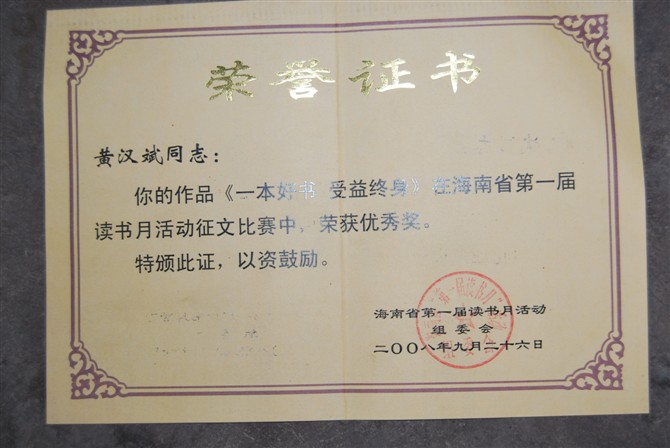 荣誉证书
黄汉斌同志：
你的作品《一本好书 受益终身》在海南省第一届
读书月活动征文比赛中，荣获优秀奖。
特颁此证，以资鼓励。
海南省第一届读书月活动
组委会
二〇〇八年九月二十六日